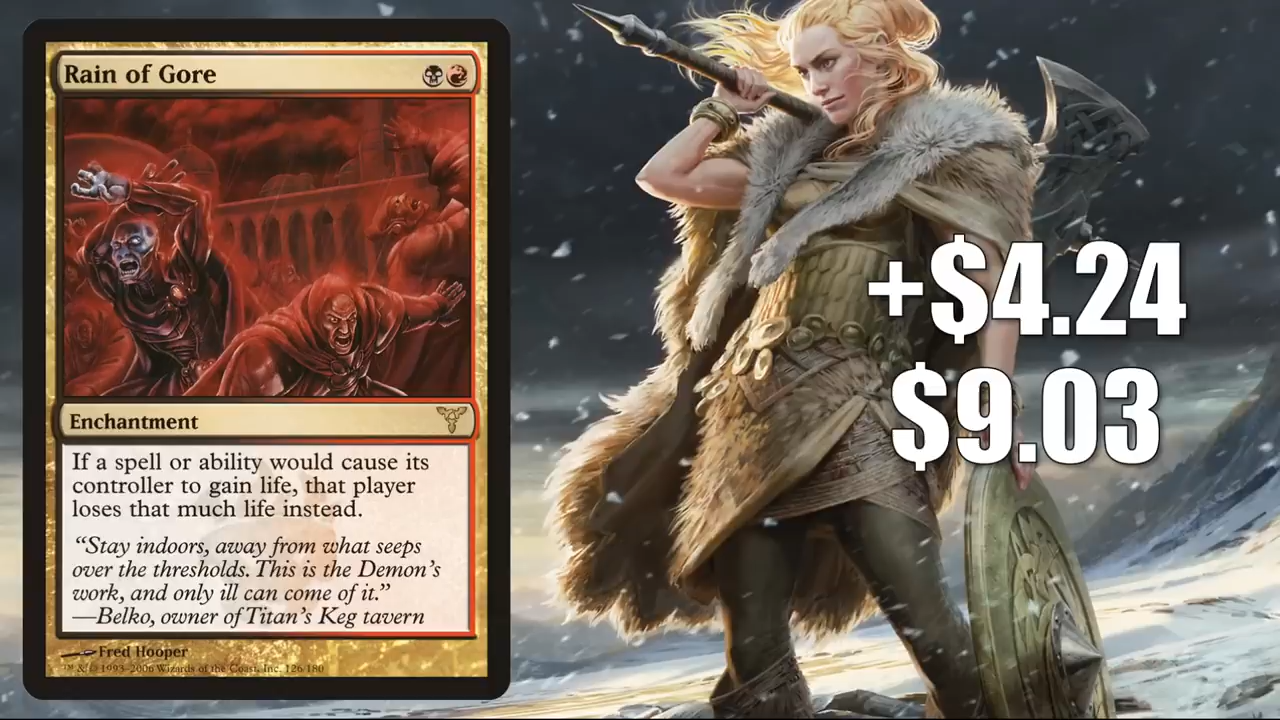 Rain of Gore
Enchantment
If a spell or ability would cause its
controller to gain life, that player
loses that much life instead.
“Stay indoors, away from what seeps
over the thresholds. This is the Demon’s
work, and only ill can come of it.”
—Belko, owner of Titan’s Keg tavern
Fred Hooper
™ & © 1993–2006 Wizards of the Coast, Inc. 126/180
+$4.24
$9.03